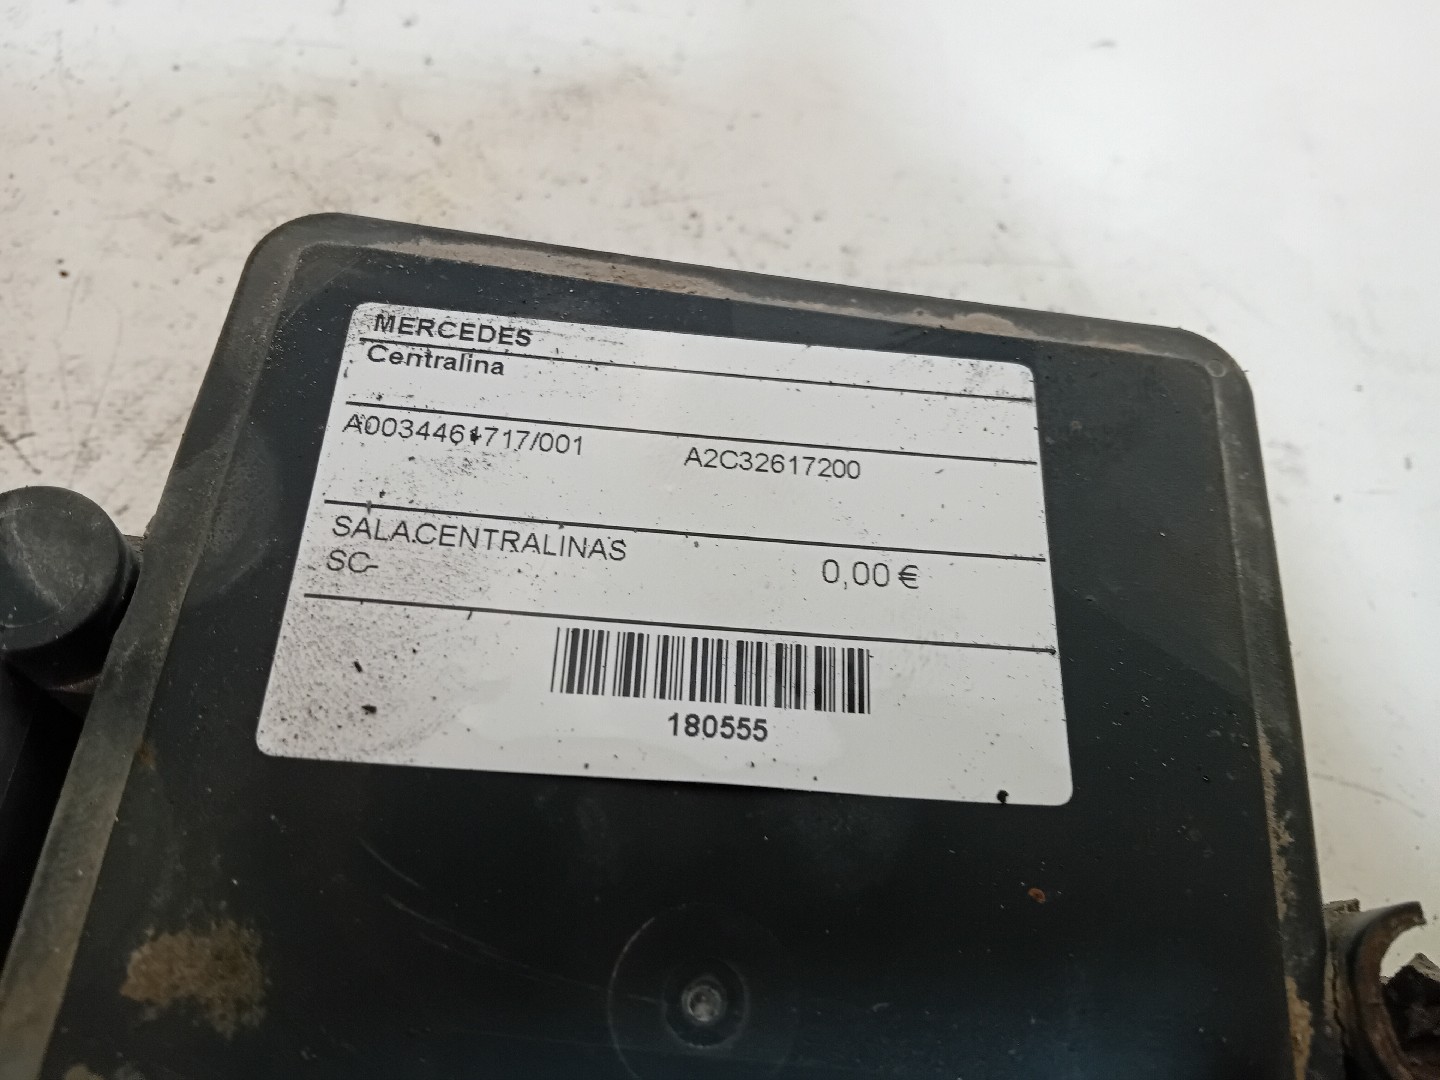 MERCEDES
Centralina
A0034461717/001 A2C32617200
SALACENTRALINAS 0,00 €
SC-
180555